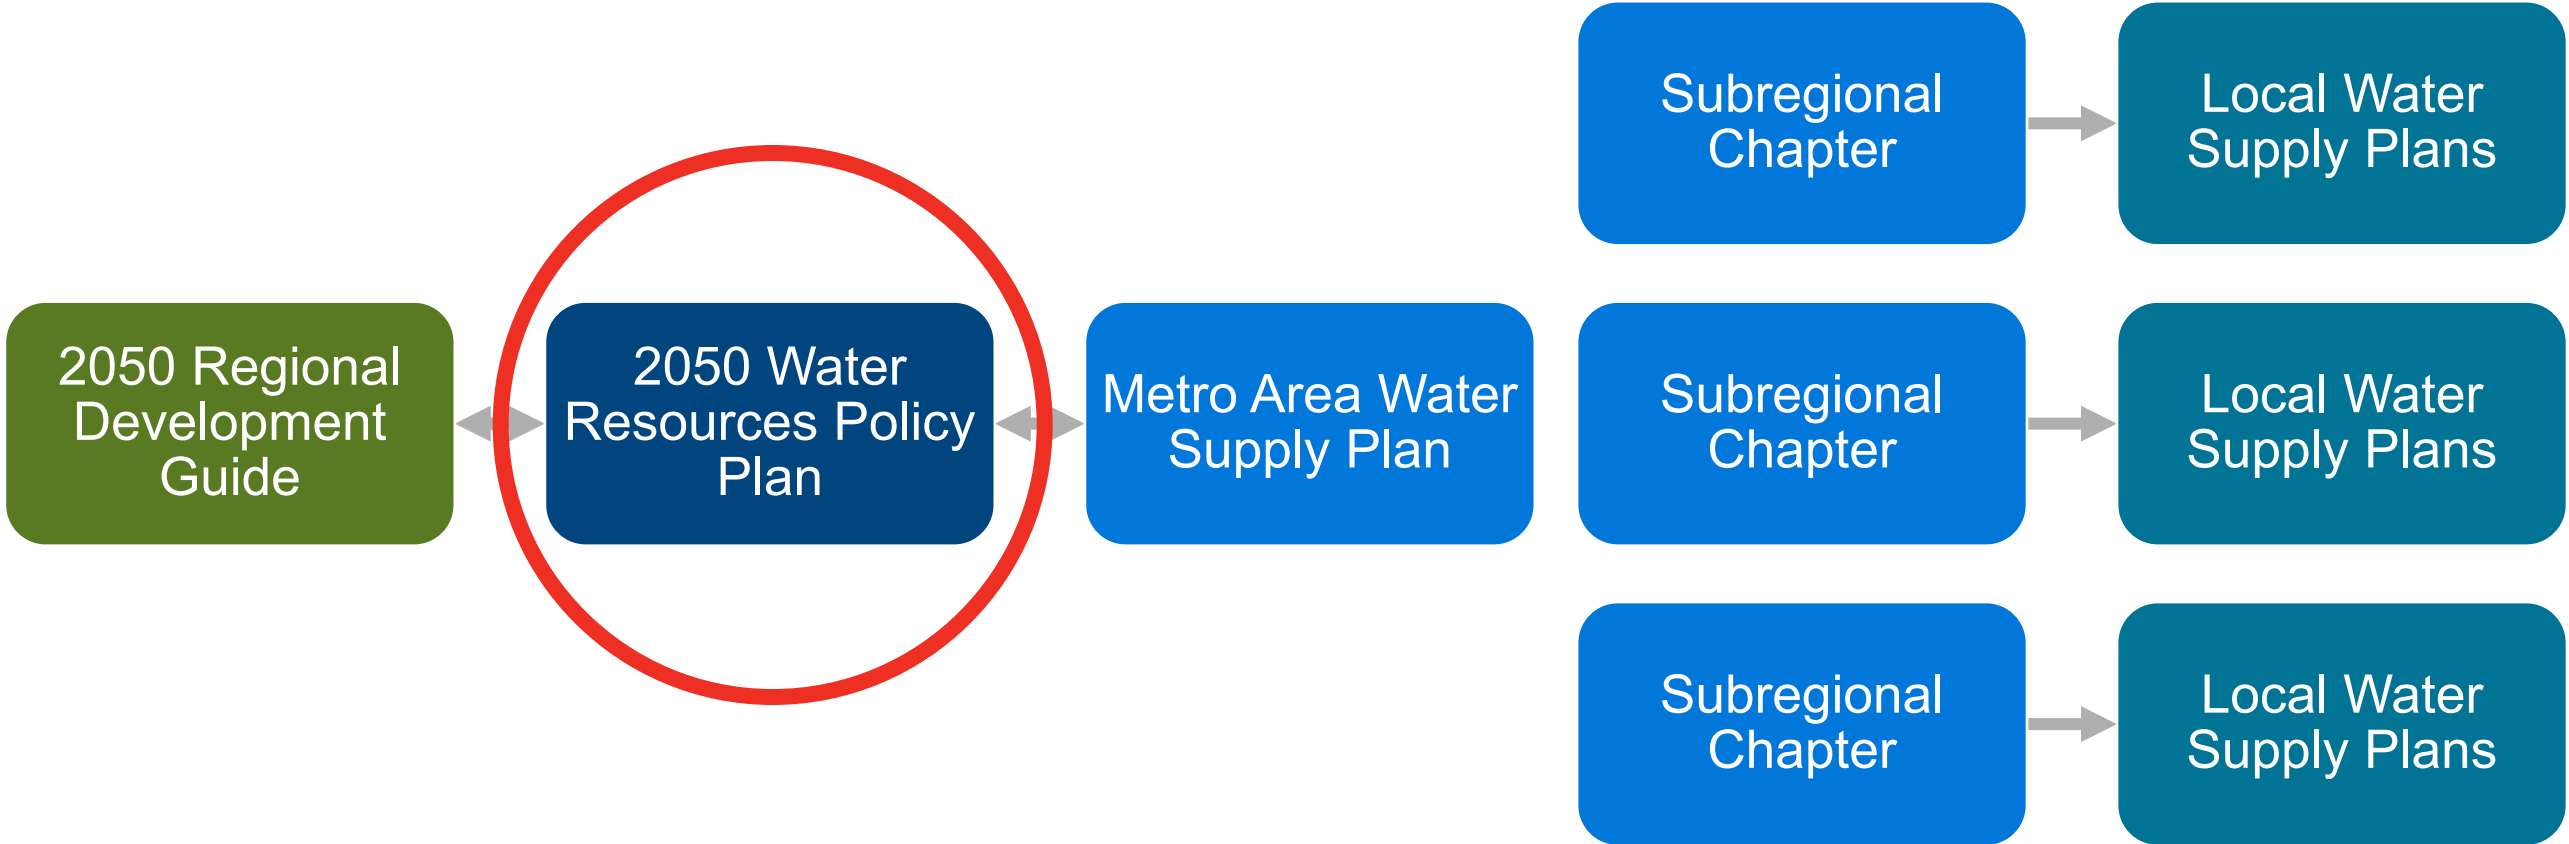 2050 Regional
Development
Guide
2050 Water
Resources Policy
Plan
Metro Area Water
Supply Plan
Subregional
Chapter
Local Water
Supply Plans
Subregional
Chapter
Local Water
Supply Plans
Subregional
Chapter
Local Water
Supply Plans